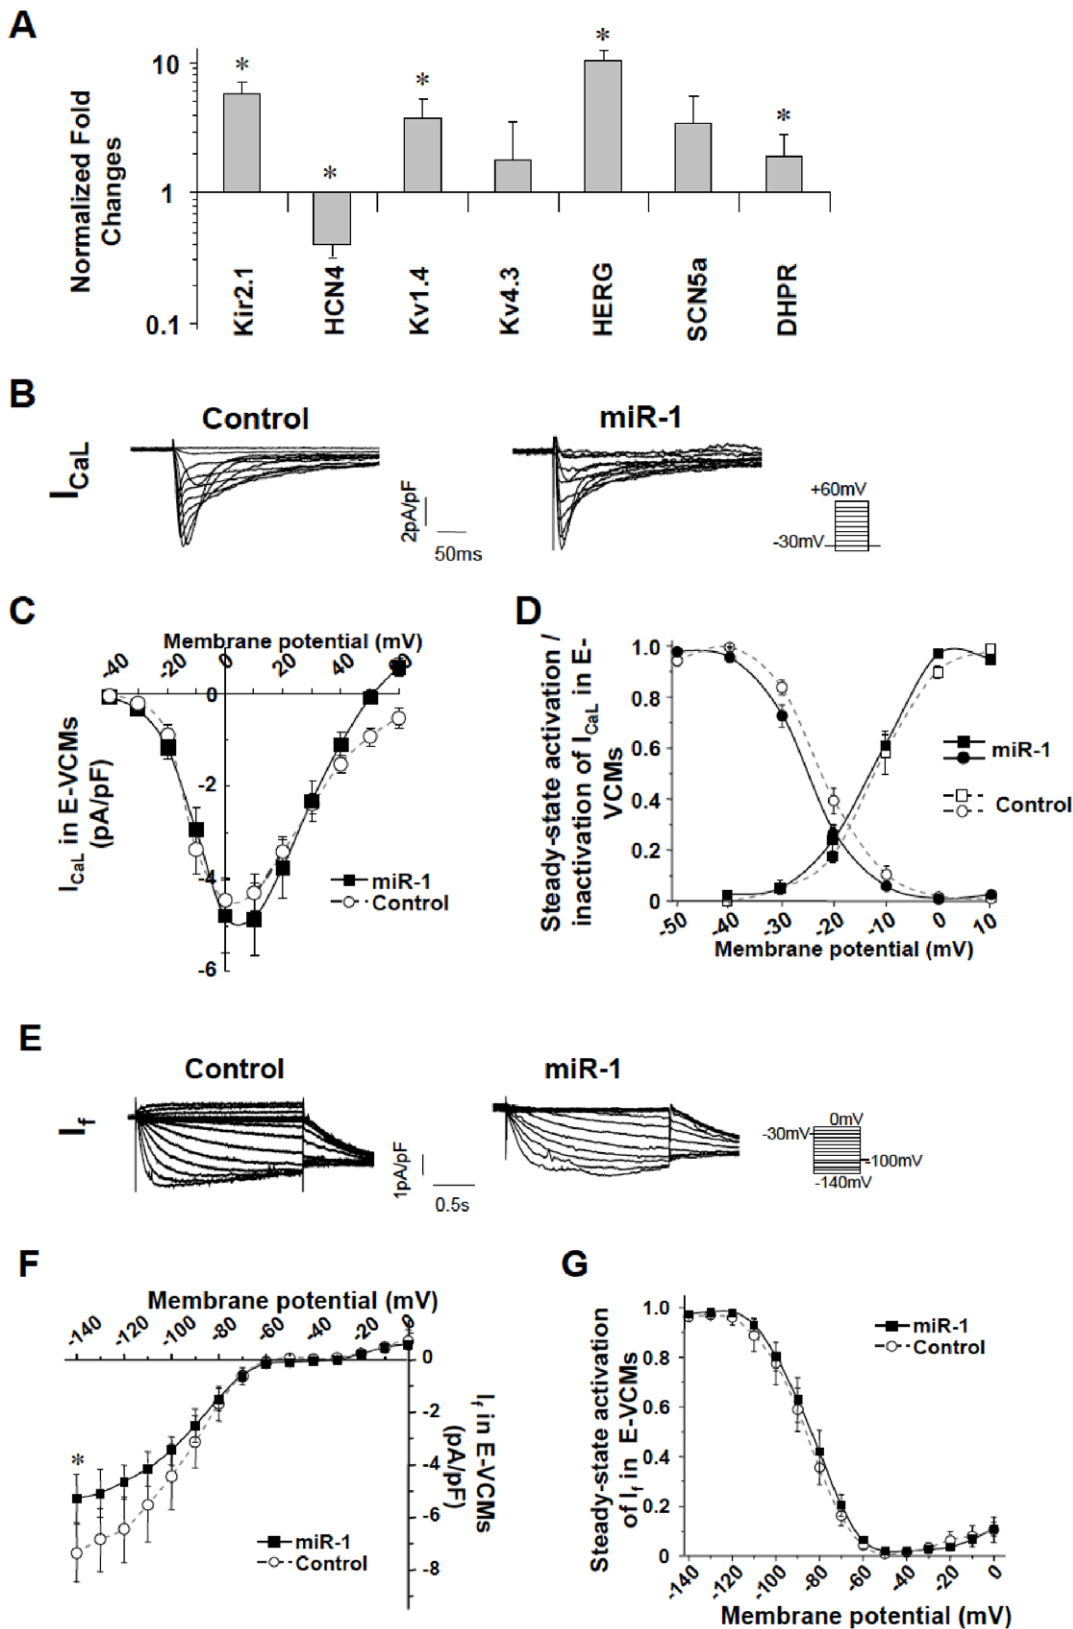 A
Normalized Fold
Changes
10
1
0.1
*
*
*
*
*
Kir2.1
HCN4
Kv1.4
Kv4.3
HERG
SCN5a
DHPR
B
Control
miR-1
ICaL
2pA/pF
50ms
+60mV
-30mV
C
Membrane potential (mV)
-40
-20
0
20
40
60
0
-2
-4
-6
ICaL in E-VCMs
(pA/pF)
miR-1
Control
D
Steady-state activation /
inactivation of ICaL in E-
VCMs
1.0
0.8
0.6
0.4
0.2
0
-50
-40
-30
-20
-10
0
10
Membrane potential (mV)
miR-1
Control
E
Control
miR-1
If
1pA/pF
0.5s
0mV
-30mV
-100mV
-140mV
F
Membrane potential (mV)
-140
-120
-100
-80
-60
-40
-20
0
0
-2
-4
-6
-8
If in E-VCMs
(pA/pF)
*
miR-1
Control
G
Steady-state activation
of If in E-VCMs
1.0
0.8
0.6
0.4
0.2
0
-140
-120
-100
-80
-60
-40
-20
0
Membrane potential (mV)
miR-1
Control